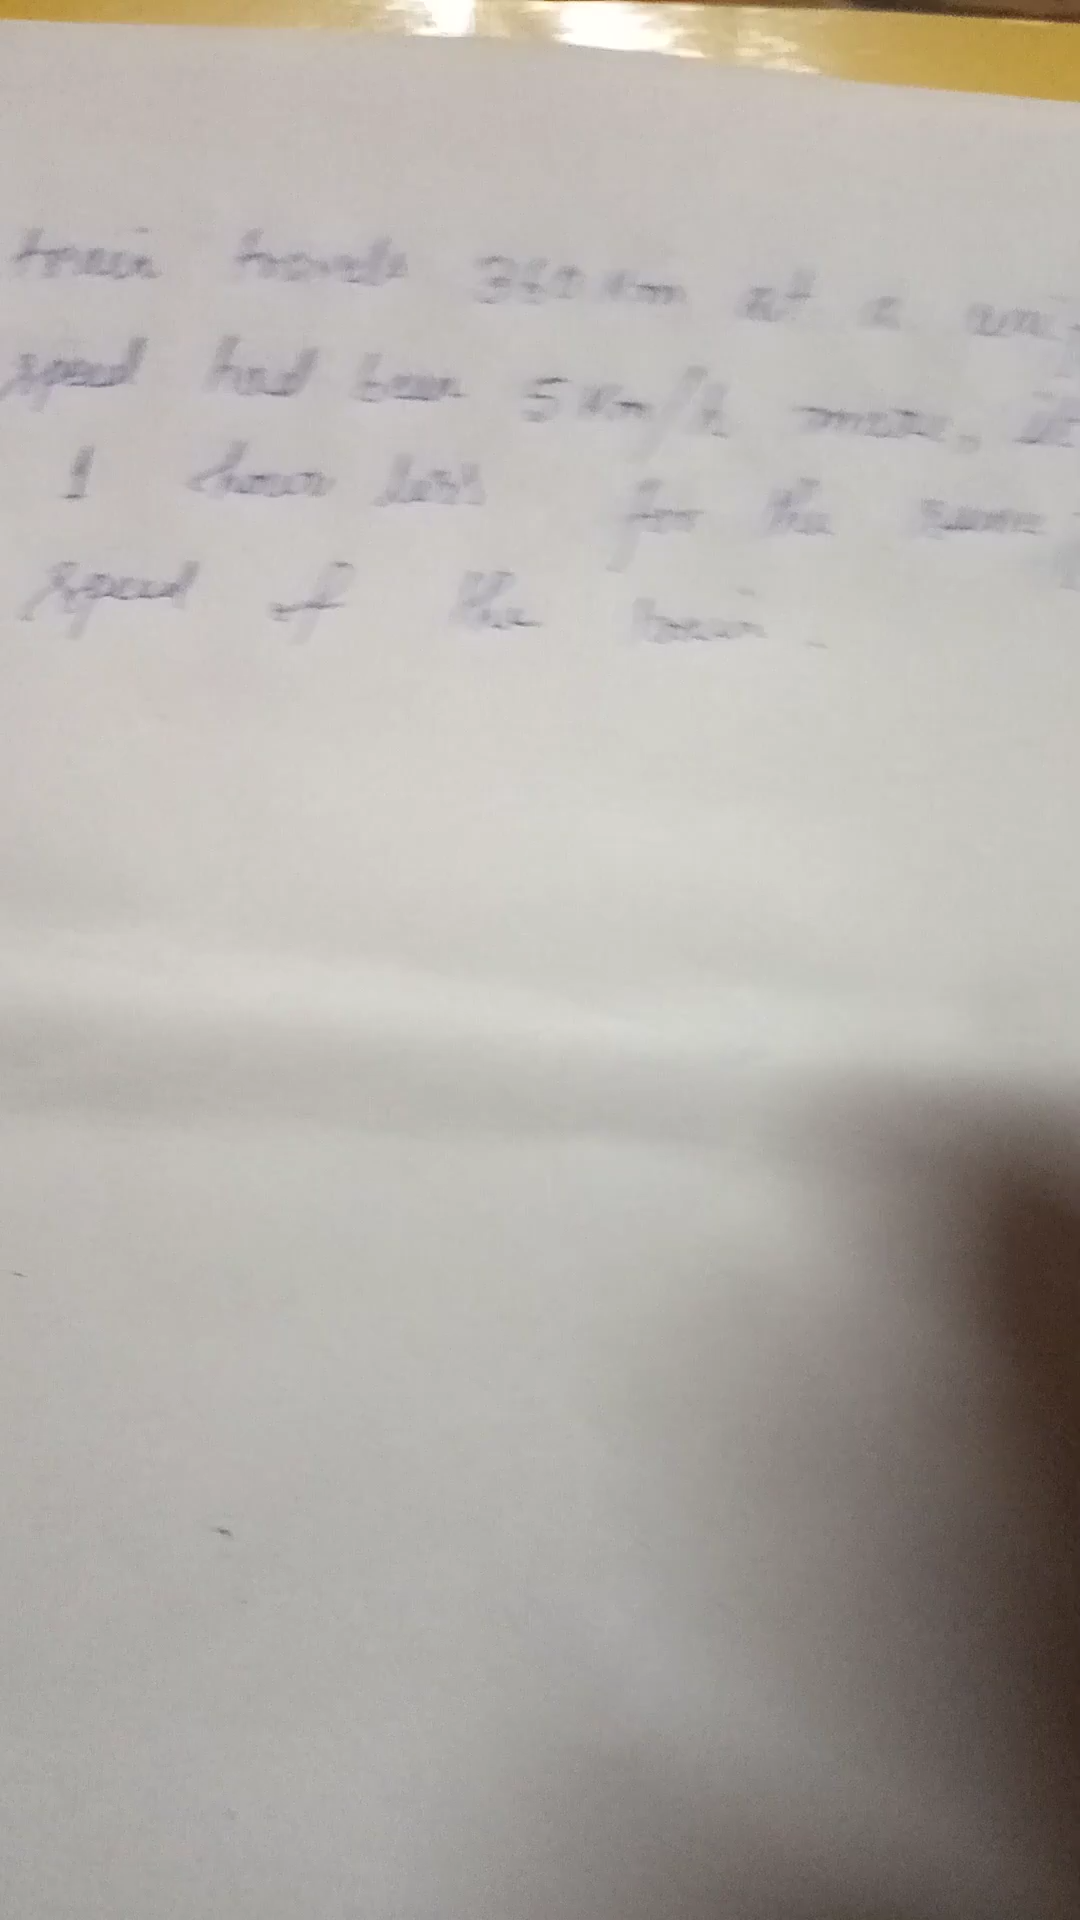 train travels 360 km at a
speed had been 5 km/h more,
1 hour less for the same
speed of the train.